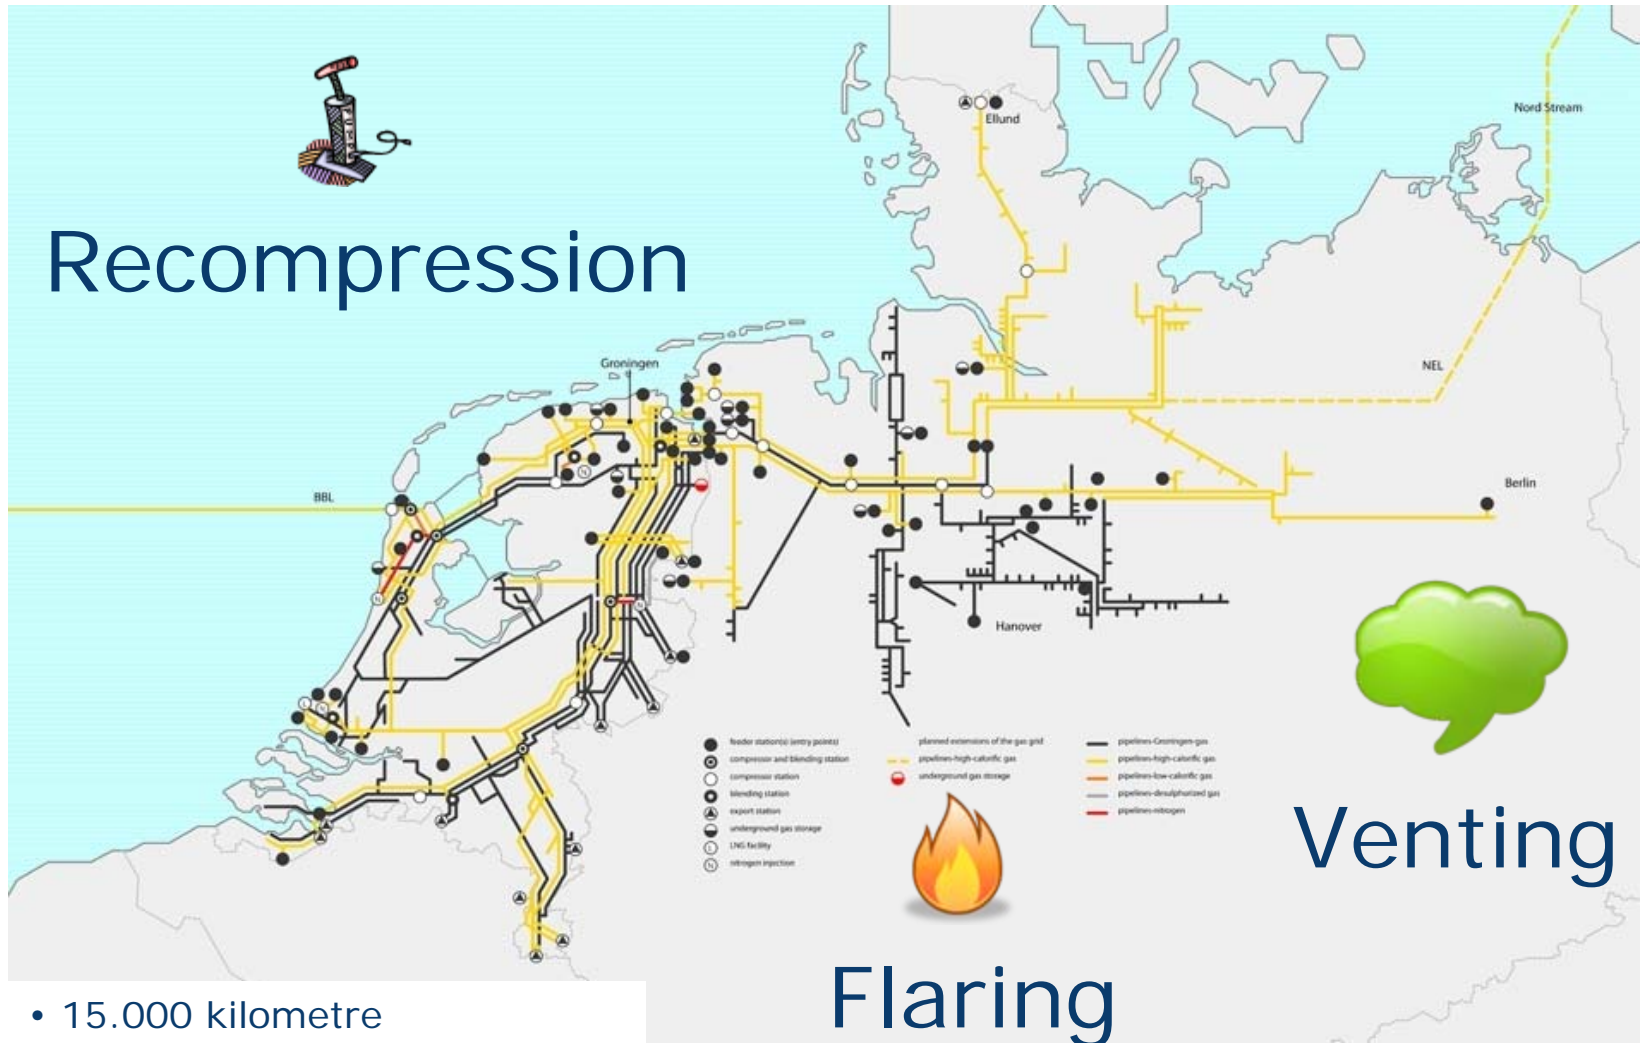 Nord Stream
Ellund
Recompression
Groningen
NEL
BBL
Berlin
Hanover
feeder station(s) (entry points)
compressor and blending station
compressor station
blending station
export station
underground gas storage
LNG facility
nitrogen injection
planned extensions of the gas grid
pipelines-high-calorific gas
underground gas storage
pipelines-Groningen-gas
pipelines-high-calorific gas
pipelines-low-calorific gas
pipelines-desulphurized gas
pipelines-nitrogen
L
N
Venting
Flaring
• 15.000 kilometre